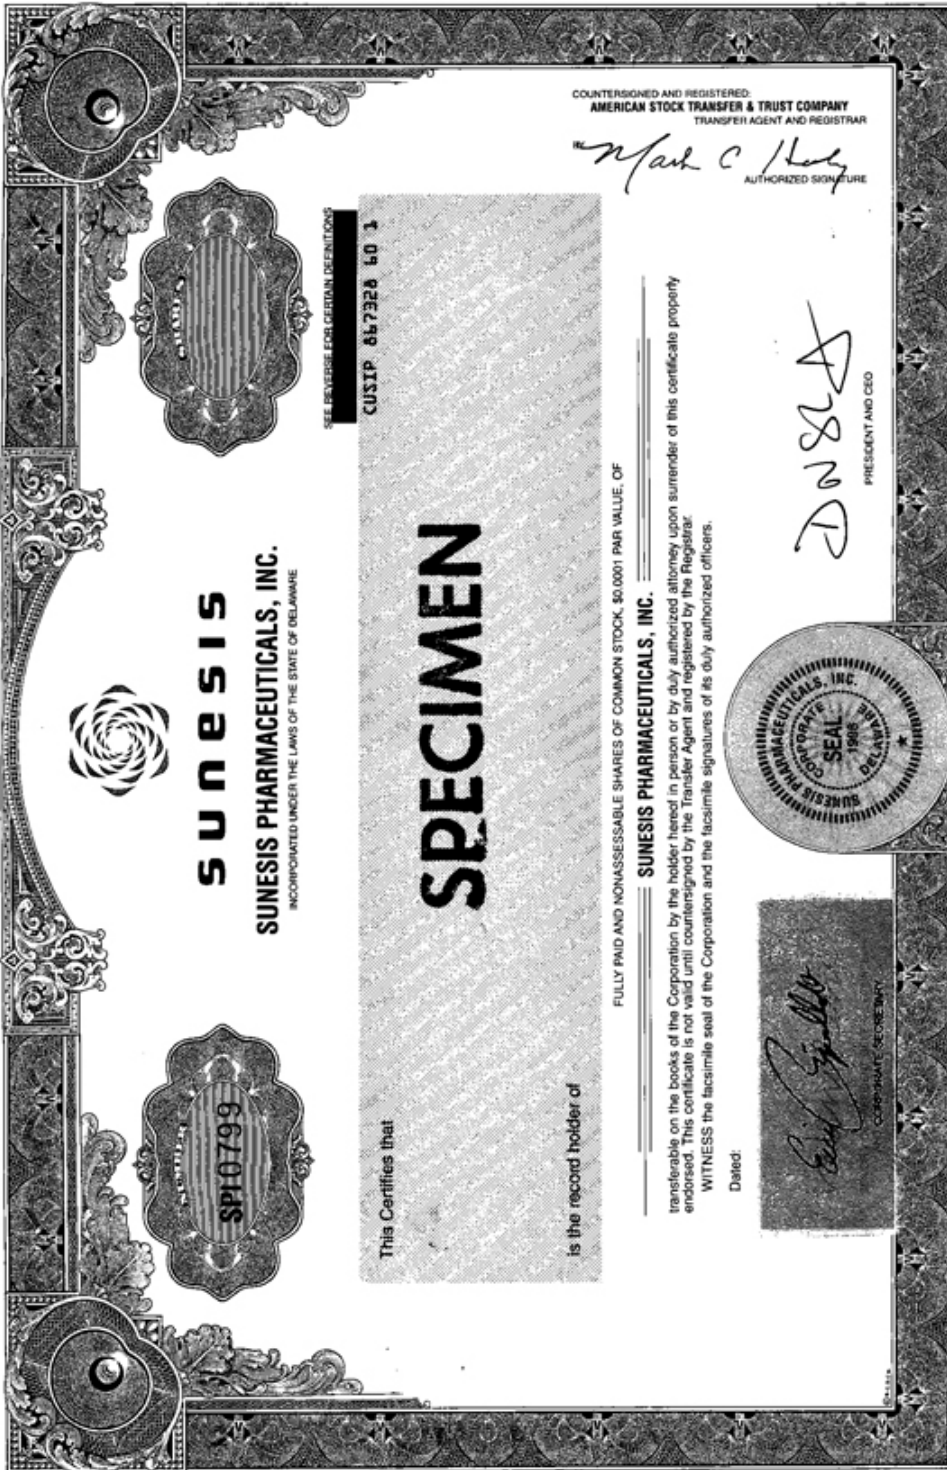 NUMBER
SPI 0799
SHARES
sunesis
SUNESIS PHARMACEUTICALS, INC.
INCORPORATED UNDER THE LAWS OF THE STATE OF DELAWARE
SEE REVERSE FOR CERTAIN DEFINITIONS
CUSIP 867328 60 1
This Certifies that
SPECIMEN
is the record holder of
FULLY PAID AND NONASSESSABLE SHARES OF COMMON STOCK, $0.0001 PAR VALUE, OF
SUNESIS PHARMACEUTICALS, INC.
transferable on the books of the Corporation by the holder hereof in person or by duly authorized attorney upon surrender of this certificate properly
endorsed. This certificate is not valid until countersigned by the Transfer Agent and registered by the Registrar.
WITNESS the facsimile seal of the Corporation and the facsimile signatures of its duly authorized officers.
Dated:
CORPORATE SECRETARY
SUNESIS PHARMACEUTICALS, INC.
CORPORATE
SEAL
1998
DELAWARE
PRESIDENT AND CEO
COUNTERSIGNED AND REGISTERED:
AMERICAN STOCK TRANSFER & TRUST COMPANY
TRANSFER AGENT AND REGISTRAR
BY
Mark C
AUTHORIZED SIGNATURE